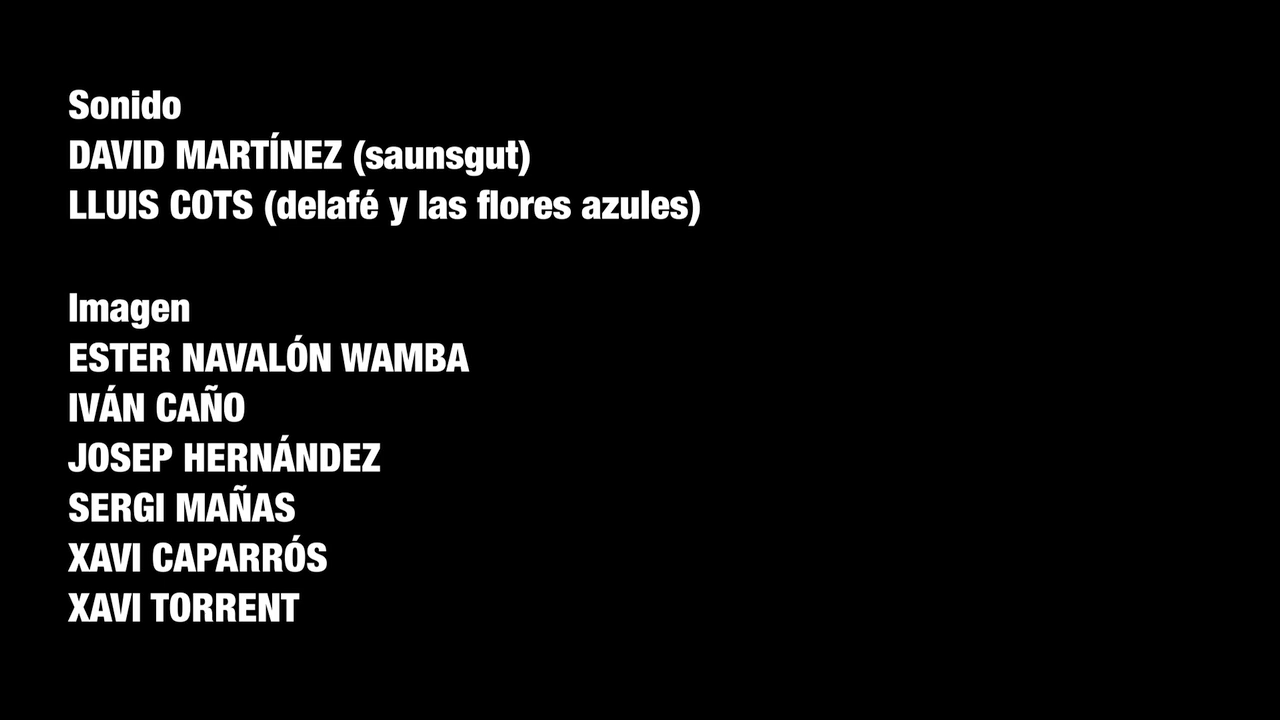 Sonido
DAVID MARTÍNEZ (saunsgut)
LLUIS COTS (delafé y las flores azules)
Imagen
ESTER NAVALÓN WAMBA
IVÁN CAÑO
JOSEP HERNÁNDEZ
SERGI MAÑAS
XAVI CAPARRÓS
XAVI TORRENT